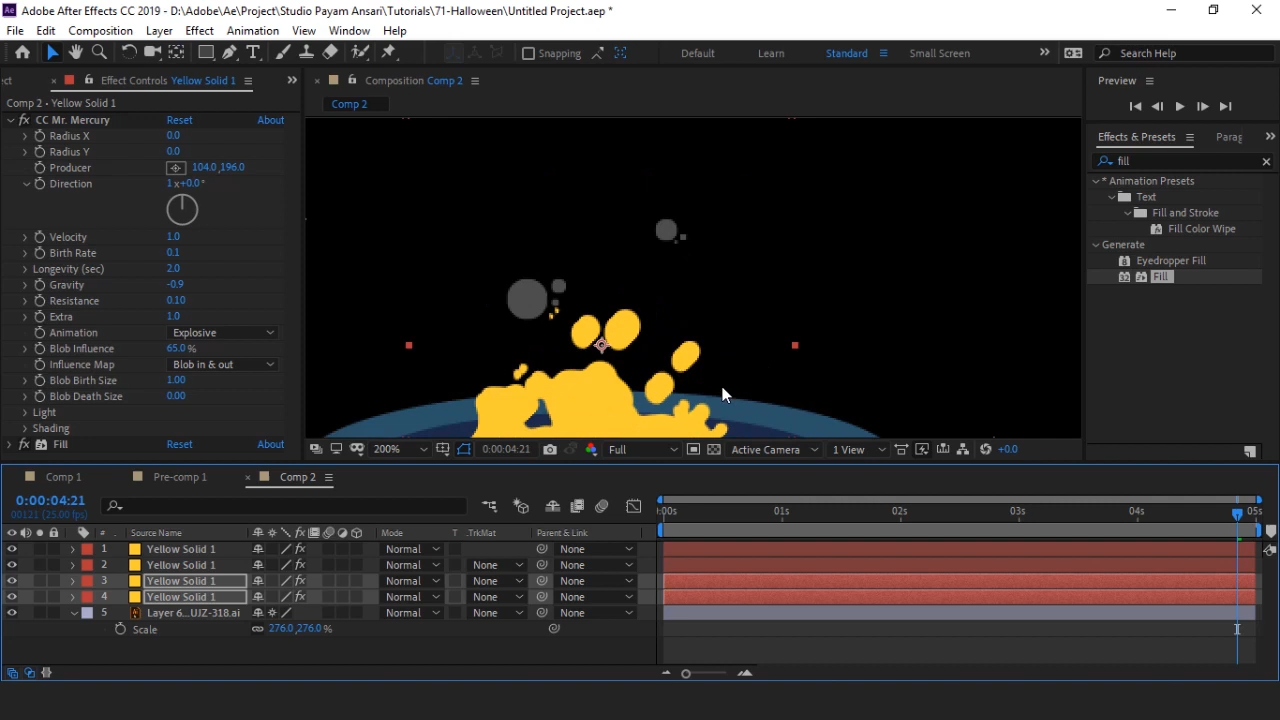 Ae Adobe After Effects CC 2019 - D:\Adobe\Ae\Project\Studio Payam Ansari\Tutorials\71-Halloween\Untitled Project.aep *
File Edit Composition Layer Effect Animation View Window Help
Snapping Default Learn Standard Small Screen Search Help
ect Effect Controls Yellow Solid 1 Composition Comp 2 Preview
Comp 2 - Yellow Solid 1 Comp 2
fx CC Mr. Mercury Reset About
Radius X 0.0
Radius Y 0.0
Producer 104.0,196.0
Direction 1x+0.0°
Velocity 1.0
Birth Rate 0.1
Longevity (sec) 2.0
Gravity -0.9
Resistance 0.10
Extra 1.0
Animation Explosive
Blob Influence 65.0 %
Influence Map Blob in & out
Blob Birth Size 1.00
Blob Death Size 0.00
Light
Shading
fx Fill Reset About
Effects & Presets Parag
fill
* Animation Presets
Text
Fill and Stroke
Fill Color Wipe
Generate
Eyedropper Fill
Fill
200% 0:00:04:21 Full Active Camera 1 View +0.0
Comp 1 Pre-comp 1 Comp 2
0:00:04:21
00121 (25.00 fps)
:00s 01s 02s 03s 04s 05s
# Source Name Mode T .TrkMat Parent & Link
1 Yellow Solid 1 fx Normal None
2 Yellow Solid 1 fx Normal None None
3 Yellow Solid 1 fx Normal None None
4 Yellow Solid 1 fx Normal None None
5 Layer 6...UJZ-318.ai Normal None None
Scale 276.0,276.0 %